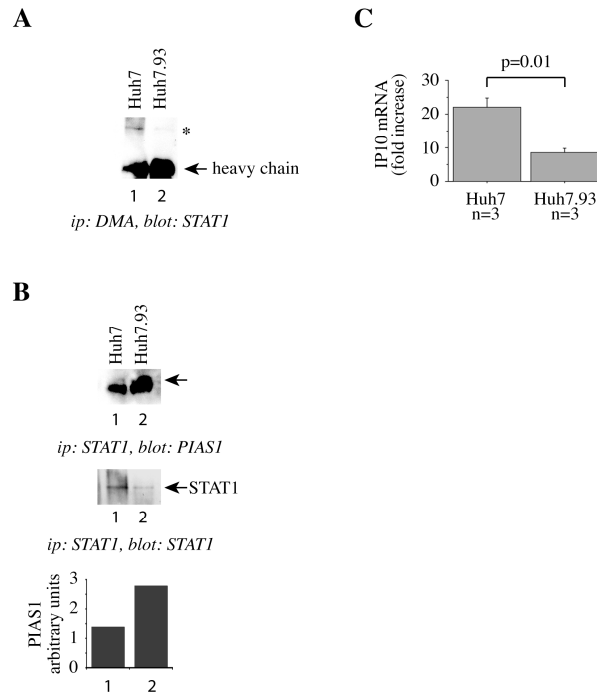 A
Huh7
Huh7.93
*
heavy chain
1 2
ip: DMA, blot: STAT1
B
Huh7
Huh7.93
1 2
ip: STAT1, blot: PIAS1
STAT1
1 2
ip: STAT1, blot: STAT1
PIAS1
arbitrary units
3
2
1
0
1 2
C
p=0.01
IP10 mRNA
(fold increase)
30
20
10
0
Huh7
n=3
Huh7.93
n=3